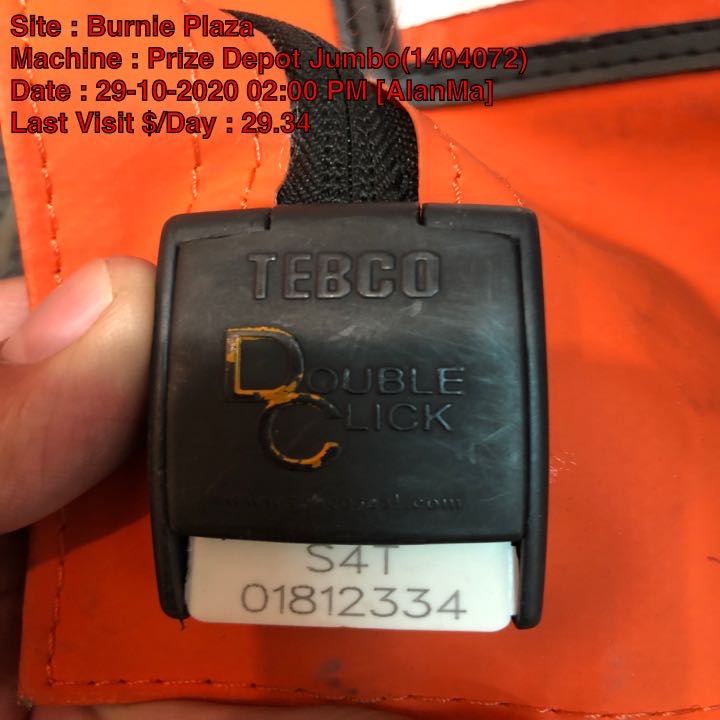 Site : Burnie Plaza
Machine : Prize Depot Jumbo(1404072)
Date : 29-10-2020 02:00 PM [AlanMa]
Last Visit $/Day : 29.34
TEBCO
DOUBLE
CLICK
S4T
01812334